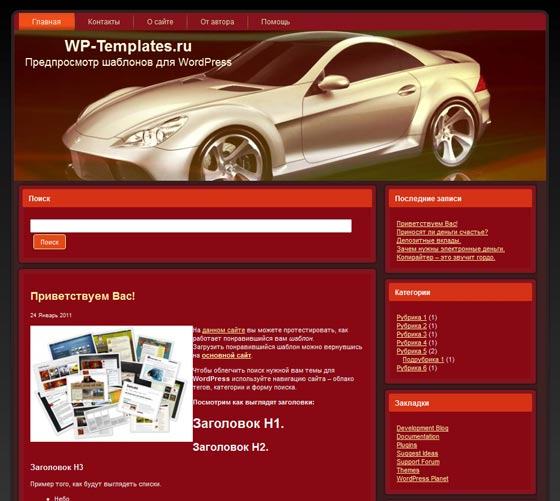 Главная
Контакты
О сайте
От автора
Помощь
WP-Templates.ru
Предпросмотр шаблонов для WordPress
Поиск
Поиск
Приветствуем Вас!
24 Январь 2011
На данном сайте вы можете протестировать, как
работает понравившийся вам шаблон.
Загрузить понравившийся шаблон можно вернувшись
на основной сайт.
Чтобы облегчить поиск нужной вам темы для
WordPress используйте навигацию сайта – облако
тегов, категории и форму поиска.
Посмотрим как выглядят заголовки:
Заголовок H1.
Заголовок H2.
Заголовок H3
Пример того, как будут выглядеть списки.
Небо
Последние записи
Приветствуем Вас!
Приносят ли деньги счастье?
Депозитные вклады.
Зачем нужны электронные деньги.
Копирайтер – это звучит гордо.
Категории
Рубрика 1 (1)
Рубрика 2 (1)
Рубрика 3 (1)
Рубрика 4 (1)
Рубрика 5 (2)
Подрубрика 1 (1)
Рубрика 6 (1)
Закладки
Development Blog
Documentation
Plugins
Suggest Ideas
Support Forum
Themes
WordPress Planet